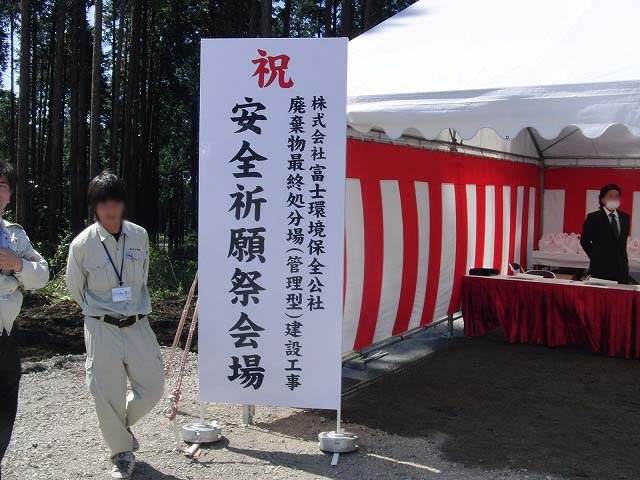 祝
株式会社富士環境保全公社
廃棄物最終処分場(管理型)建設工事
安全祈願祭会場